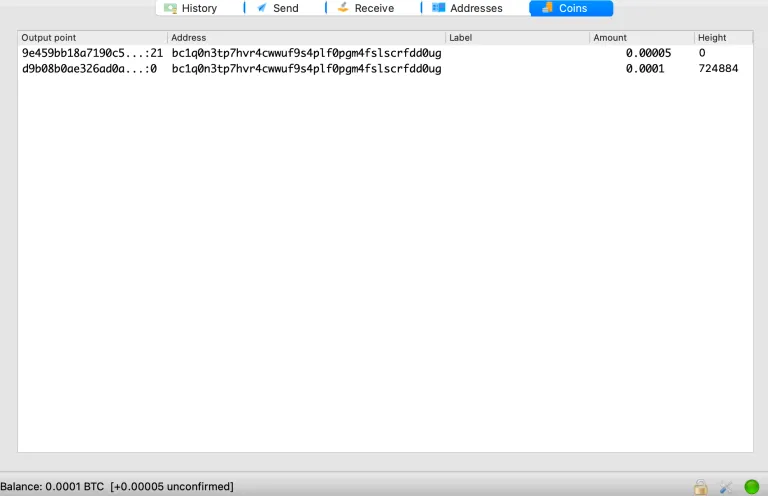 History Send Receive Addresses Coins
Output point Address Label Amount Height
9e459bb18a7190c5...:21 bc1q0n3tp7hvr4cwwuf9s4plf0pgm4fslscrfdd0ug 0.00005 0
d9b08b0ae326ad0a...:0 bc1q0n3tp7hvr4cwwuf9s4plf0pgm4fslscrfdd0ug 0.0001 724884
Balance: 0.0001 BTC [+0.00005 unconfirmed]